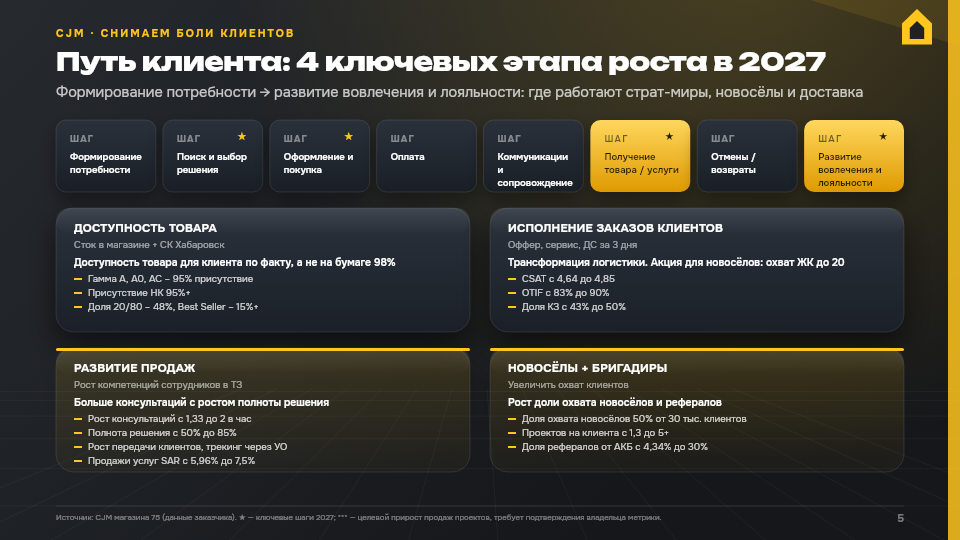 CJM · СНИМАЕМ БОЛИ КЛИЕНТОВ
Путь клиента: 4 ключевых этапа роста в 2027
Формирование потребности → развитие вовлечения и лояльности: где работают страт-миры, новосёлы и доставка
ШАГ
Формирование
потребности
ШАГ ★
Поиск и выбор
решения
ШАГ ★
Оформление и
покупка
ШАГ
Оплата
ШАГ
Коммуникации
и
сопровождение
ШАГ ★
Получение
товара / услуги
ШАГ
Отмены /
возвраты
ШАГ ★
Развитие
вовлечения и
лояльности
ДОСТУПНОСТЬ ТОВАРА
Сток в магазине + СК Хабаровск
Доступность товара для клиента по факту, а не на бумаге 98%
Гамма А, А0, АС – 95% присутствие
Присутствие НК 95%+
Доля 20/80 – 48%, Best Seller – 15%+
ИСПОЛНЕНИЕ ЗАКАЗОВ КЛИЕНТОВ
Оффер, сервис, ДС за 3 дня
Трансформация логистики. Акция для новосёлов: охват ЖК до 20
CSAT с 4,64 до 4,85
OTIF с 83% до 90%
Доля КЗ с 43% до 50%
РАЗВИТИЕ ПРОДАЖ
Рост компетенций сотрудников в ТЗ
Больше консультаций с ростом полноты решения
Рост консультаций с 1,33 до 2 в час
Полнота решения с 50% до 85%
Рост передачи клиентов, трекинг через УО
Продажи услуг SAR с 5,96% до 7,5%
НОВОСЁЛЫ + БРИГАДИРЫ
Увеличить охват клиентов
Рост доли охвата новосёлов и рефералов
Доля охвата новосёлов 50% от 30 тыс. клиентов
Проектов на клиента с 1,3 до 5+
Доля рефералов от АКБ с 4,34% до 30%
Источник: CJM магазина 75 (данные заказчика). ★ — ключевые шаги 2027; *** — целевой прирост продаж проектов, требует подтверждения владельца метрики.
5